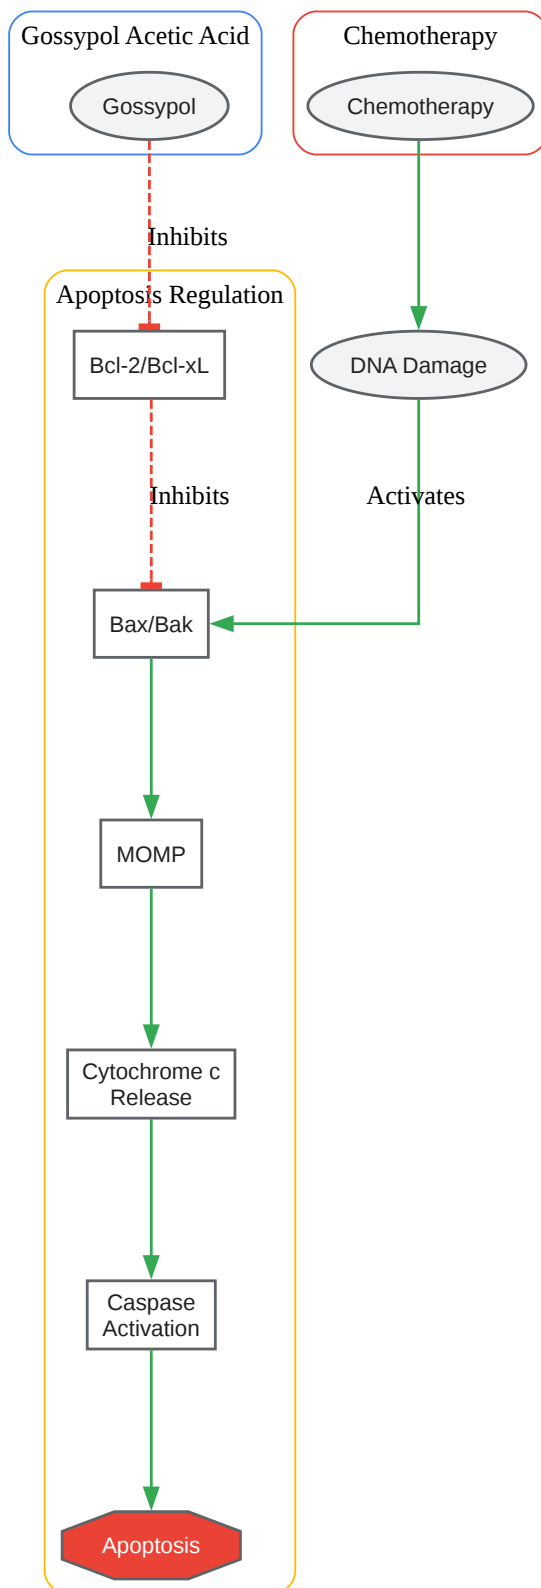 Gossypol Acetic Acid
Chemotherapy
Gossypol
Chemotherapy
Inhibits
Apoptosis Regulation
Bcl-2/Bcl-xL
DNA Damage
Inhibits
Activates
Bax/Bak
MOMP
Cytochrome c
Release
Caspase
Activation
Apoptosis